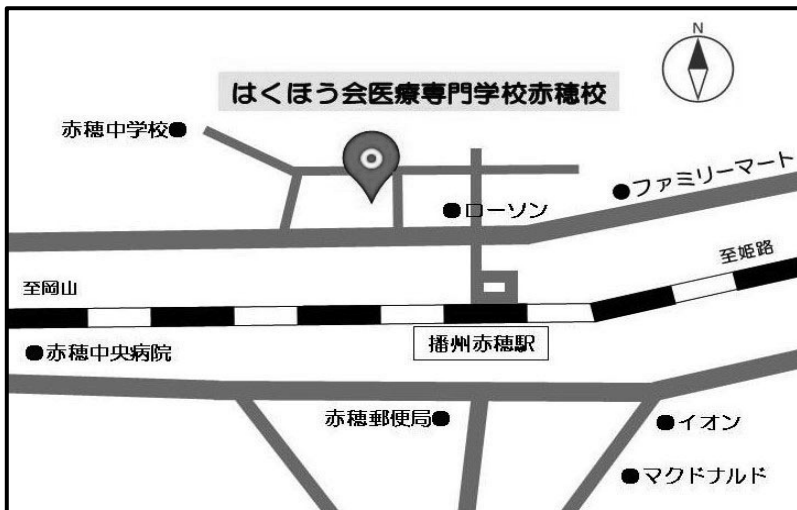 N
はくほう会医療専門学校赤穂校
赤穂中学校
ファミリーマート
ローソン
至姫路
至岡山
播州赤穂駅
赤穂中央病院
赤穂郵便局
イオン
マクドナルド